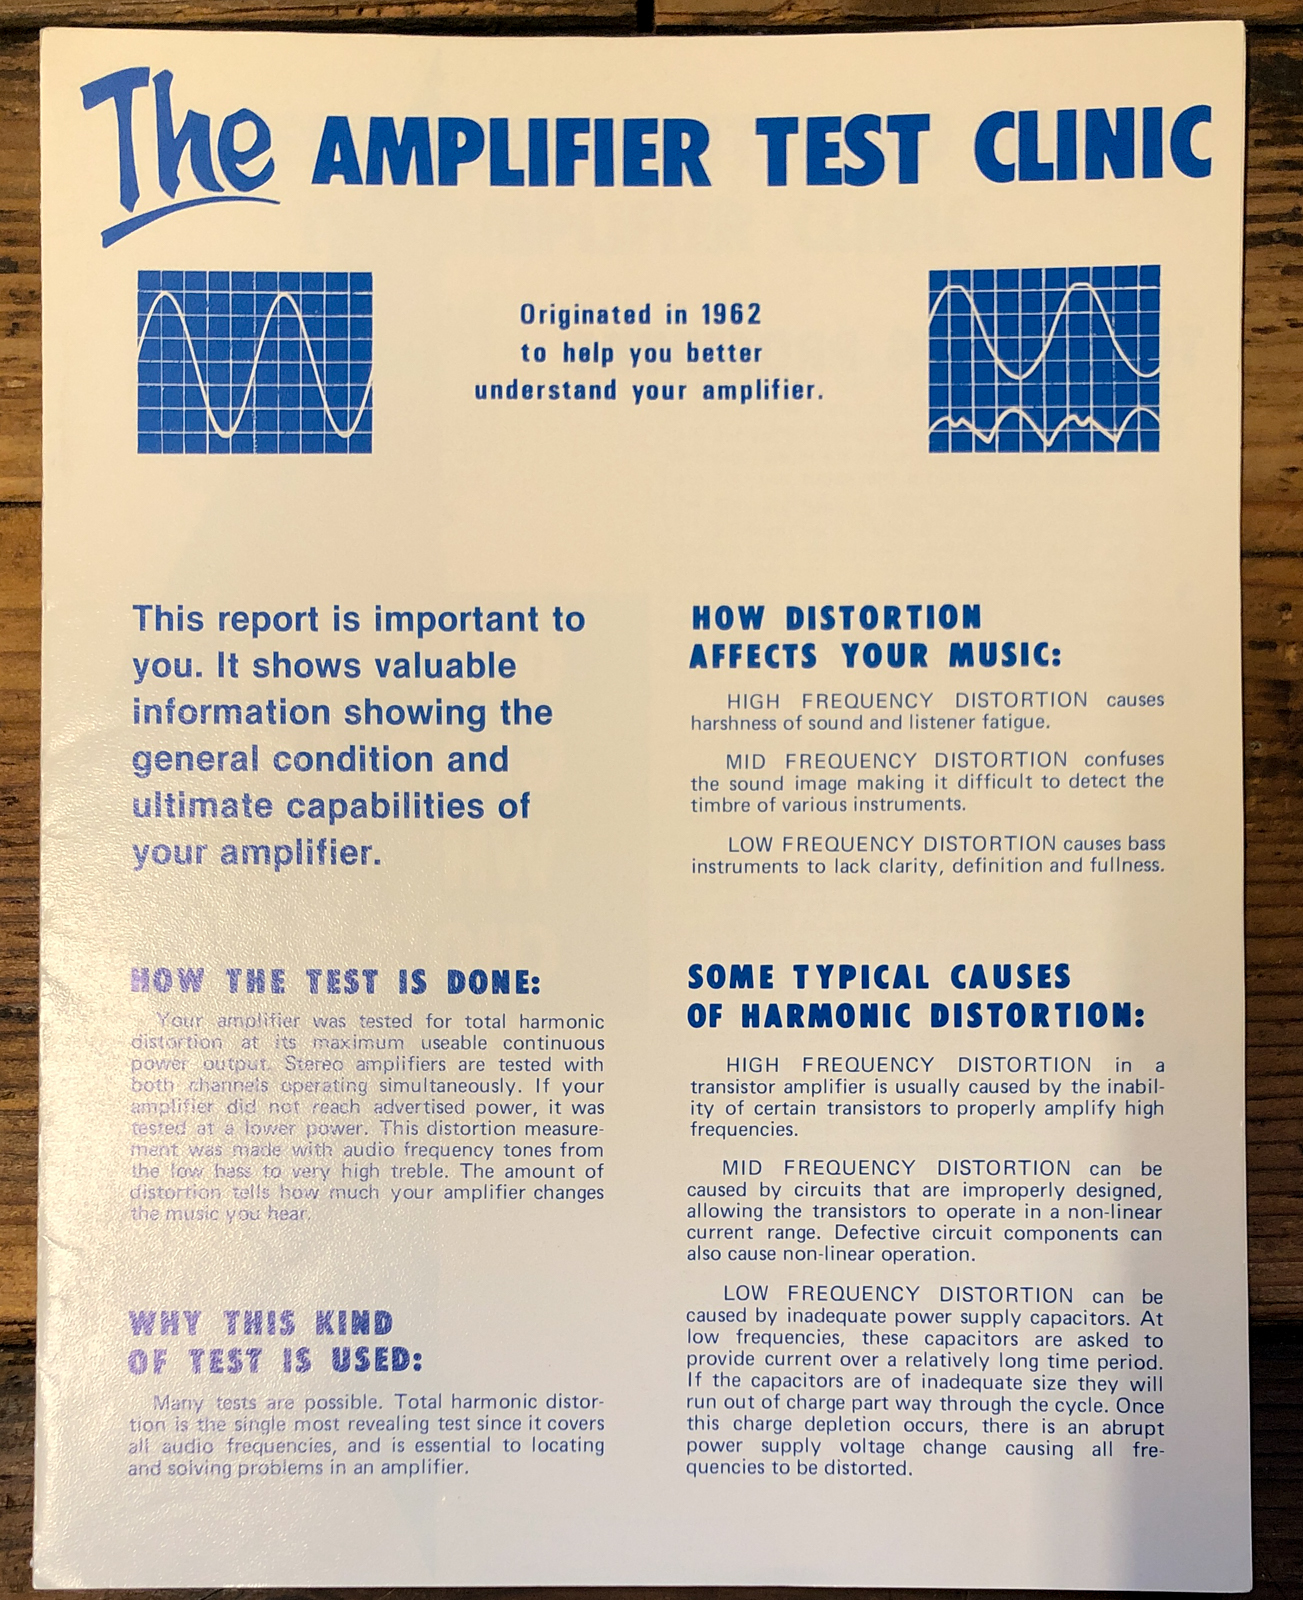 The AMPLIFIER TEST CLINIC
Originated in 1962
to help you better
understand your amplifier.
This report is important to
you. It shows valuable
information showing the
general condition and
ultimate capabilities of
your amplifier.
HOW THE TEST IS DONE:
Your amplifier was tested for total harmonic
distortion at its maximum useable continuous
power output. Stereo amplifiers are tested with
both channels operating simultaneously. If your
amplifier did not reach advertised power, it was
tested at a lower power. This distortion measure-
ment was made with audio frequency tones from
the low bass to very high treble. The amount of
distortion tells how much your amplifier changes
the music you hear.
WHY THIS KIND
OF TEST IS USED:
Many tests are possible. Total harmonic distor-
tion is the single most revealing test since it covers
all audio frequencies, and is essential to locating
and solving problems in an amplifier.
HOW DISTORTION
AFFECTS YOUR MUSIC:
HIGH FREQUENCY DISTORTION causes
harshness of sound and listener fatigue.
MID FREQUENCY DISTORTION confuses
the sound image making it difficult to detect the
timbre of various instruments.
LOW FREQUENCY DISTORTION causes bass
instruments to lack clarity, definition and fullness.
SOME TYPICAL CAUSES
OF HARMONIC DISTORTION:
HIGH FREQUENCY DISTORTION in a
transistor amplifier is usually caused by the inabil-
ity of certain transistors to properly amplify high
frequencies.
MID FREQUENCY DISTORTION can be
caused by circuits that are improperly designed,
allowing the transistors to operate in a non-linear
current range. Defective circuit components can
also cause non-linear operation.
LOW FREQUENCY DISTORTION can be
caused by inadequate power supply capacitors. At
low frequencies, these capacitors are asked to
provide current over a relatively long time period.
If the capacitors are of inadequate size they will
run out of charge part way through the cycle. Once
this charge depletion occurs, there is an abrupt
power supply voltage change causing all fre-
quencies to be distorted.